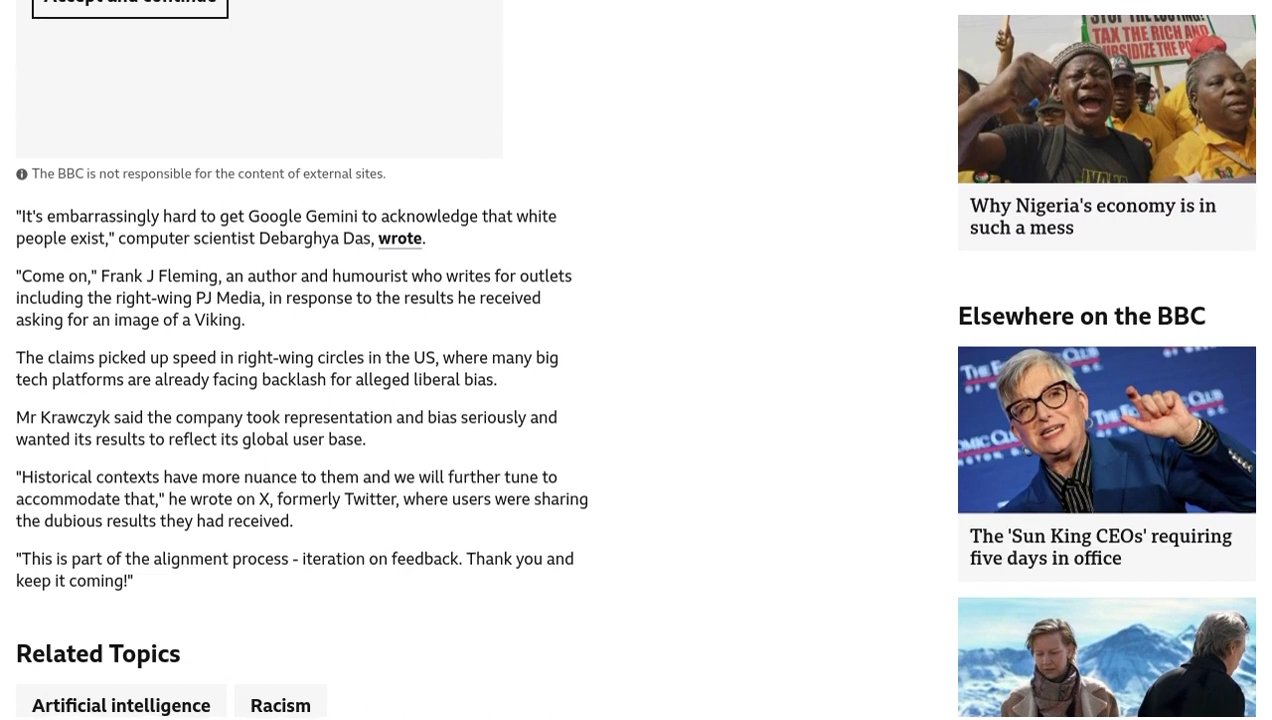 Accept and continue
The BBC is not responsible for the content of external sites.
"It's embarrassingly hard to get Google Gemini to acknowledge that white
people exist," computer scientist Debarghya Das, wrote.
"Come on," Frank J Fleming, an author and humourist who writes for outlets
including the right-wing PJ Media, in response to the results he received
asking for an image of a Viking.
The claims picked up speed in right-wing circles in the US, where many big
tech platforms are already facing backlash for alleged liberal bias.
Mr Krawczyk said the company took representation and bias seriously and
wanted its results to reflect its global user base.
"Historical contexts have more nuance to them and we will further tune to
accommodate that," he wrote on X, formerly Twitter, where users were sharing
the dubious results they had received.
"This is part of the alignment process - iteration on feedback. Thank you and
keep it coming!"
Related Topics
Artificial intelligence
Racism
STOP THE LOOTING!
TAX THE RICH AND
Why Nigeria's economy is in
such a mess
Elsewhere on the BBC
The 'Sun King CEOs' requiring
five days in office